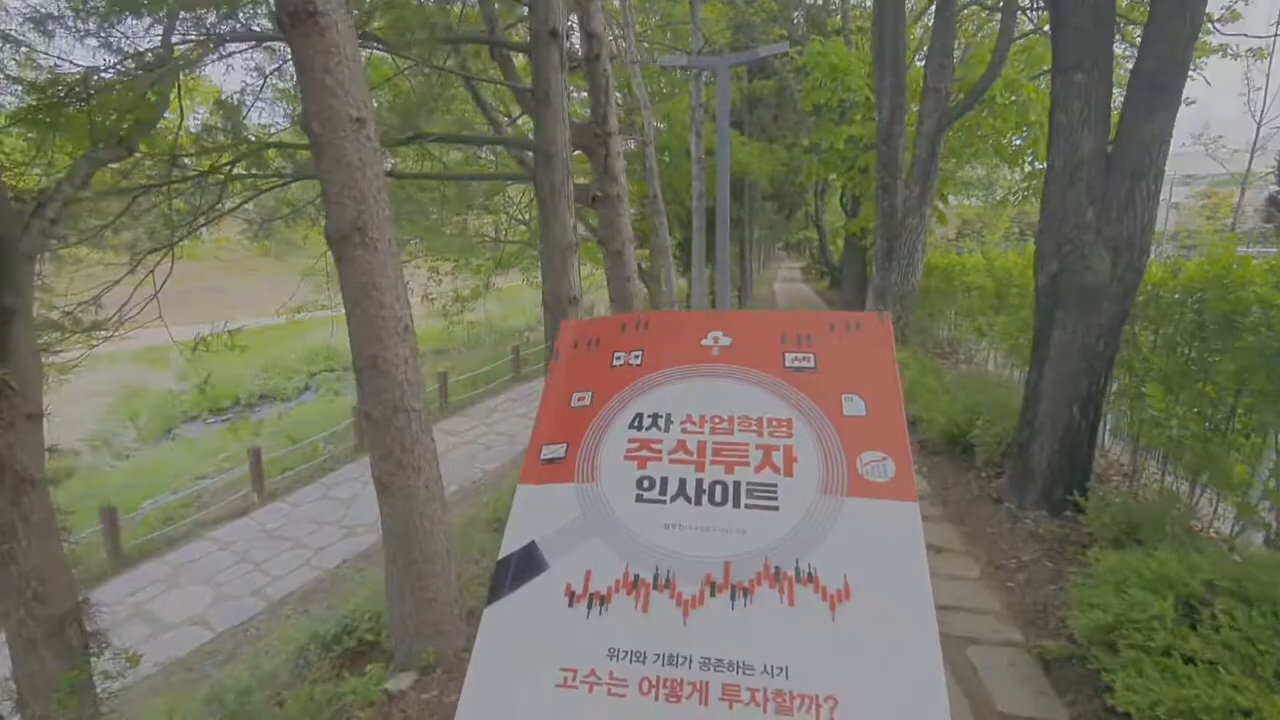 4차 산업혁명
주식투자
인사이트
위기와 기회가 공존하는 시기
고수는 어떻게 투자할까?